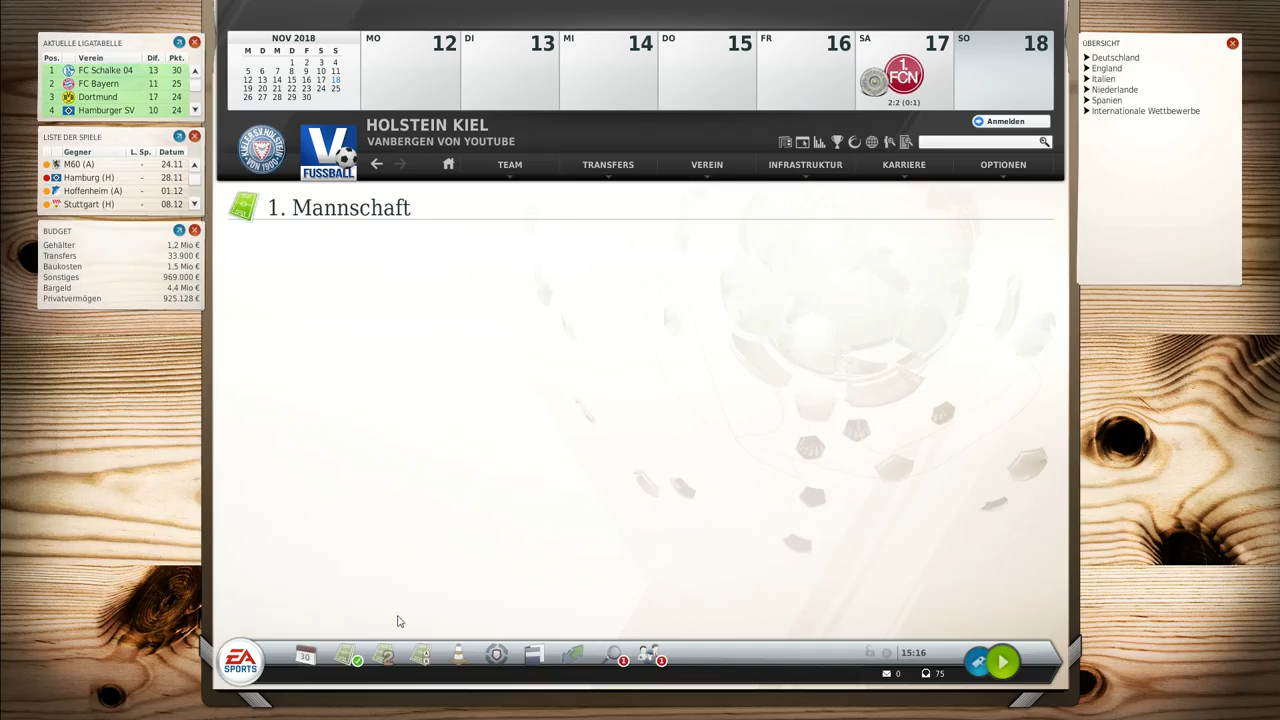 AKTUELLE LIGATABELLE
Pos. Verein Dif. Pkt.
1 FC Schalke 04 13 30
2 FC Bayern 11 25
3 Dortmund 17 24
4 Hamburger SV 10 24
LISTE DER SPIELE
Gegner L. Sp. Datum
M60 (A) - 24.11
Hamburg (H) - 28.11
Hoffenheim (A) - 01.12
Stuttgart (H) - 08.12
BUDGET
Gehälter 1,2 Mio €
Transfers 33.900 €
Baukosten 1,5 Mio €
Sonstiges 969.000 €
Bargeld 4,4 Mio €
Privatvermögen 925.128 €
NOV 2018
M D M D F S S
1 2 3 4
5 6 7 8 9 10 11
12 13 14 15 16 17 18
19 20 21 22 23 24 25
26 27 28 29 30
MO 12
DI 13
MI 14
DO 15
FR 16
SA 17
1. FCN
2:2 (0:1)
SO 18
HOLSTEIN KIEL
VANBERGEN VON YOUTUBE
V FUSSBALL
Anmelden
TEAM TRANSFERS VEREIN INFRASTRUKTUR KARRIERE OPTIONEN
1. Mannschaft
ÜBERSICHT
Deutschland
England
Italien
Niederlande
Spanien
Internationale Wettbewerbe
EA SPORTS
30
2
1
1
15:16
0 75